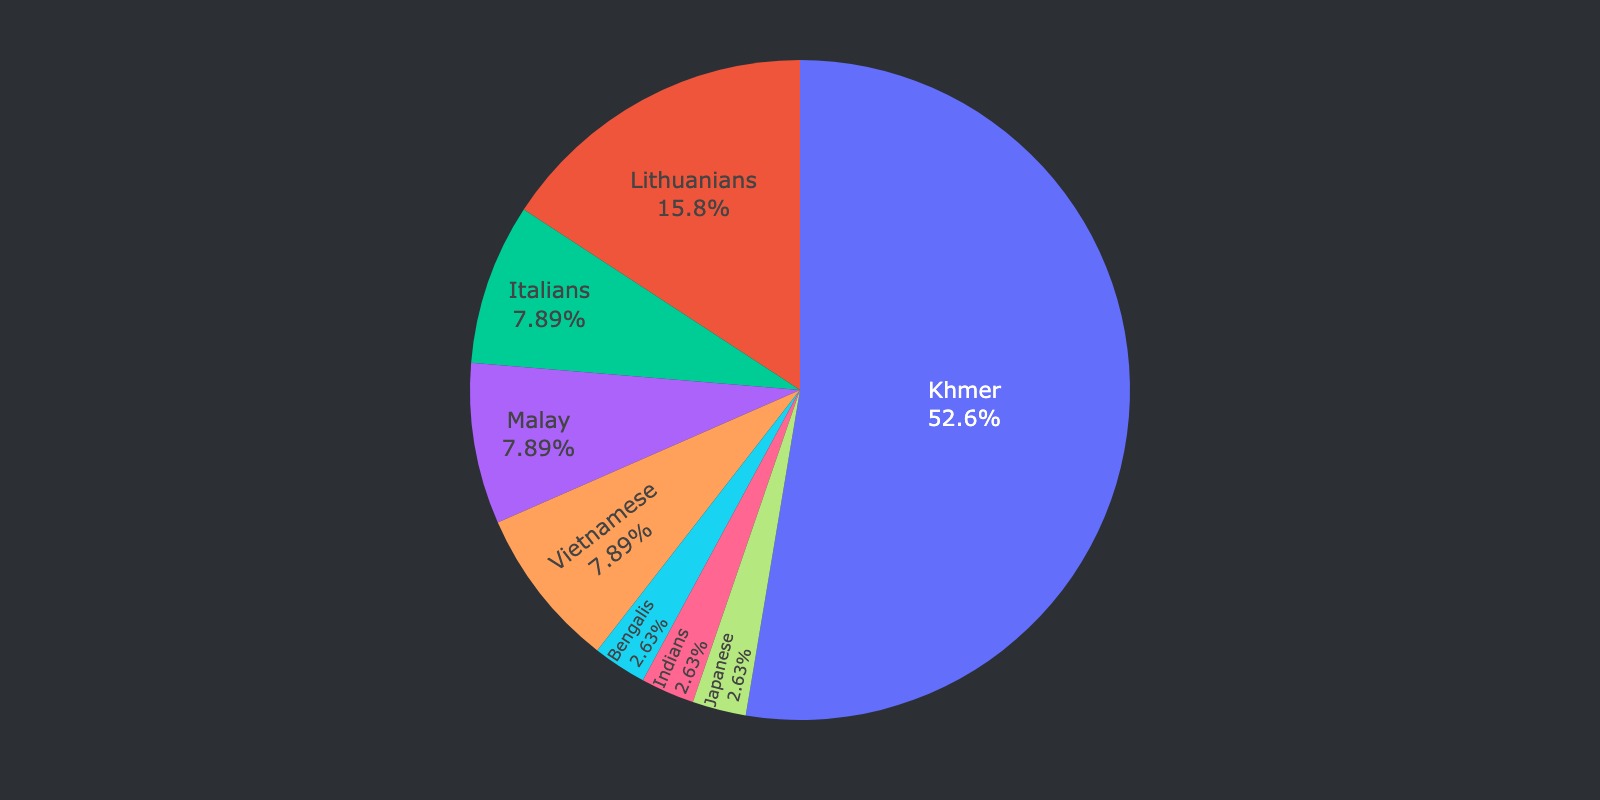 Lithuanians
15.8%
Italians
7.89%
Khmer
52.6%
Malay
7.89%
Vietnamese
7.89%
Bengalis
2.63%
Indians
2.63%
Japanese
2.63%